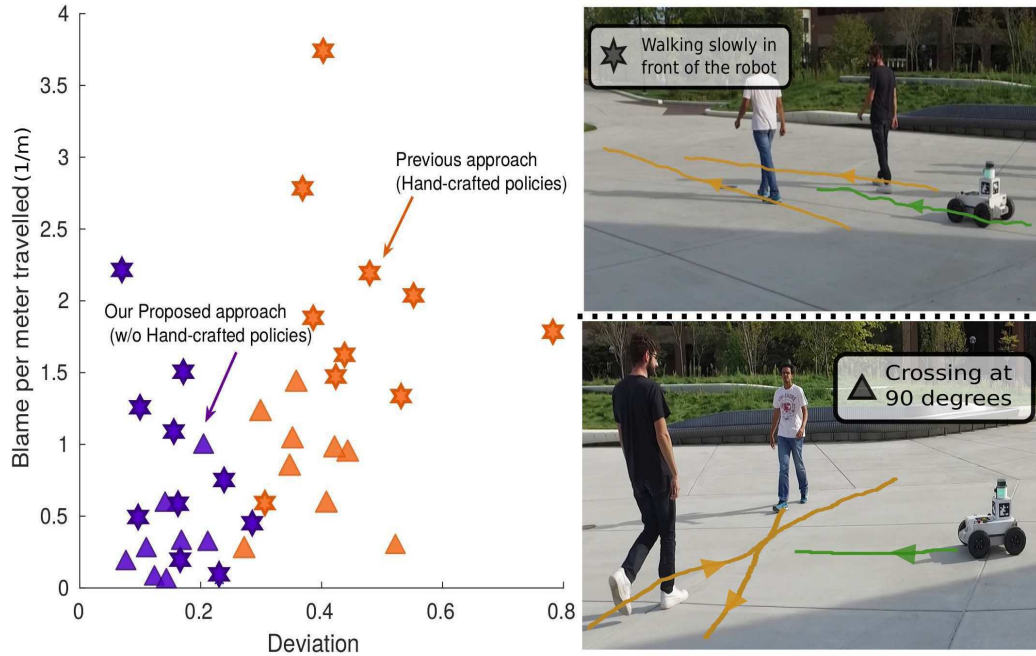 4
3.5
3
2.5
2
1.5
1
0.5
0
0
0.2
0.4
0.6
0.8
Blame per meter travelled (1/m)
Deviation
Previous approach
(Hand-crafted policies)
Our Proposed approach
(w/o Hand-crafted policies)
Walking slowly in
front of the robot
Crossing at
90 degrees